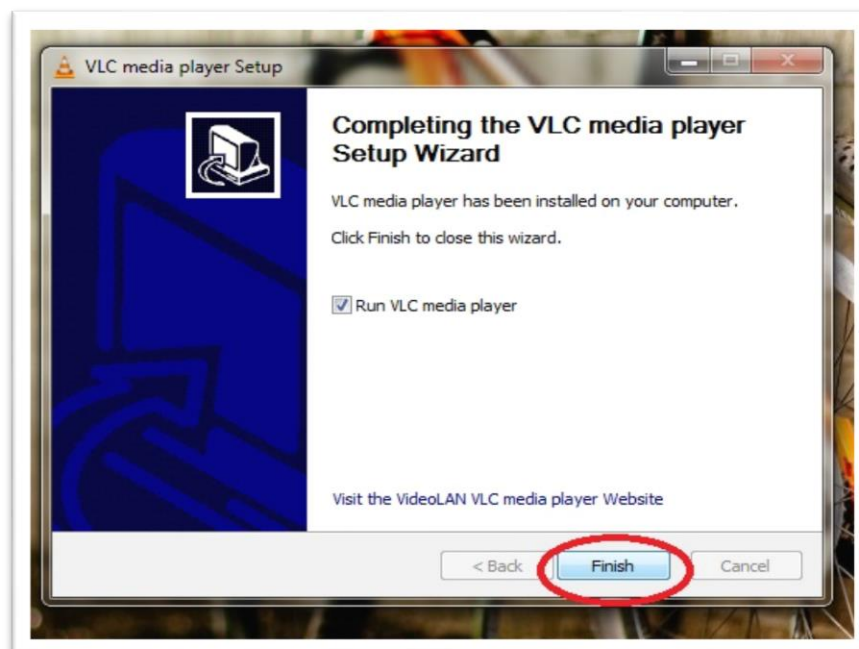 VLC media player Setup
Completing the VLC media player
Setup Wizard
VLC media player has been installed on your computer.
Click Finish to close this wizard.
Run VLC media player
Visit the VideoLAN VLC media player Website
< Back
Finish
Cancel